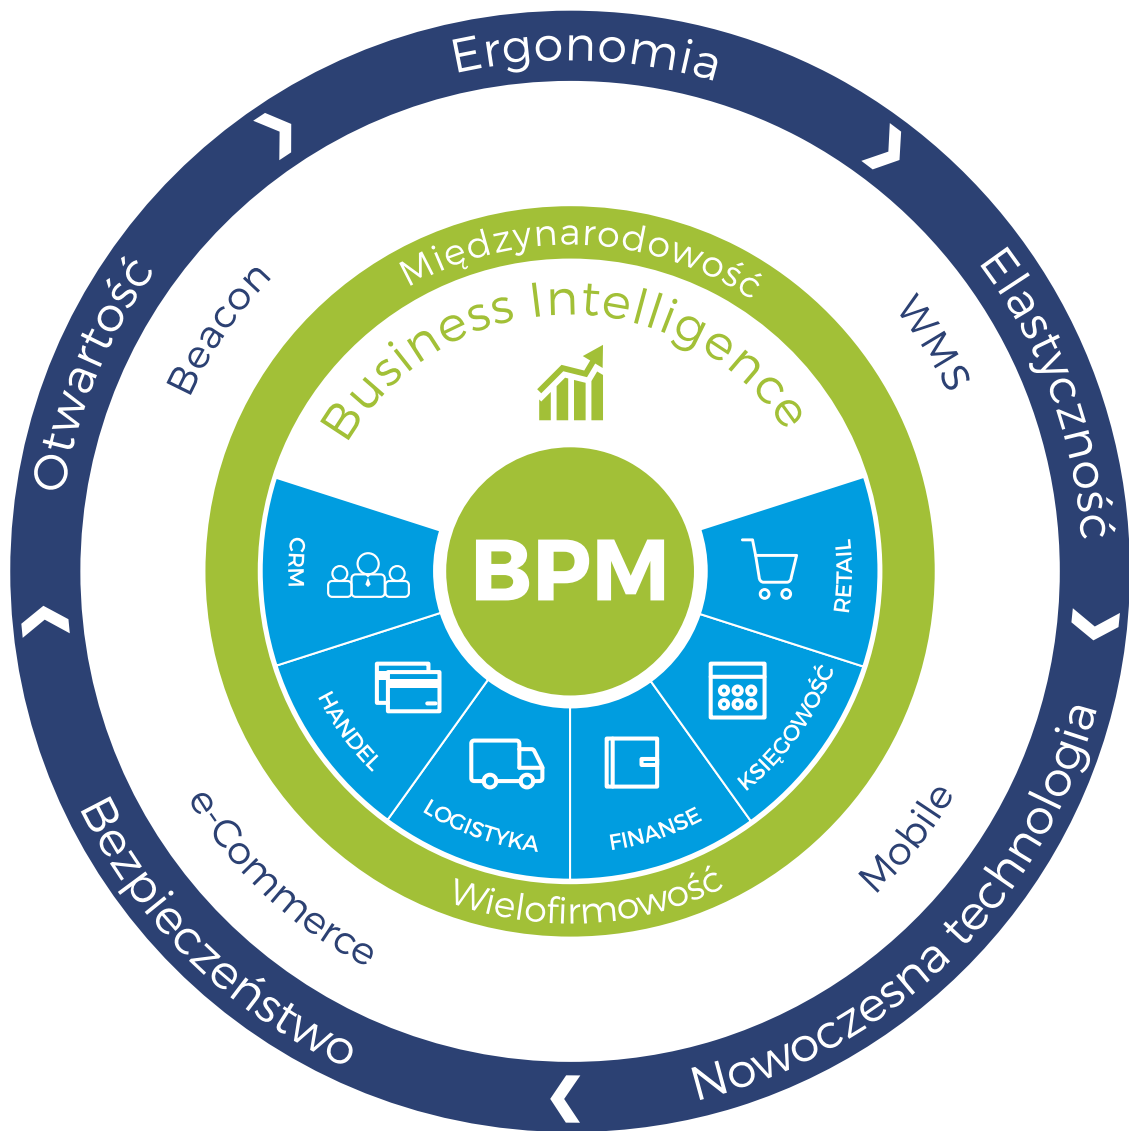 Ergonomia
Elastyczność
Nowoczesna technologia
Bezpieczeństwo
Otwartość
Beacon
WMS
Mobile
e-Commerce
Międzynarodowość
Wielofirmowość
Business Intelligence
BPM
CRM
HANDEL
LOGISTYKA
FINANSE
KSIĘGOWOŚĆ
RETAIL